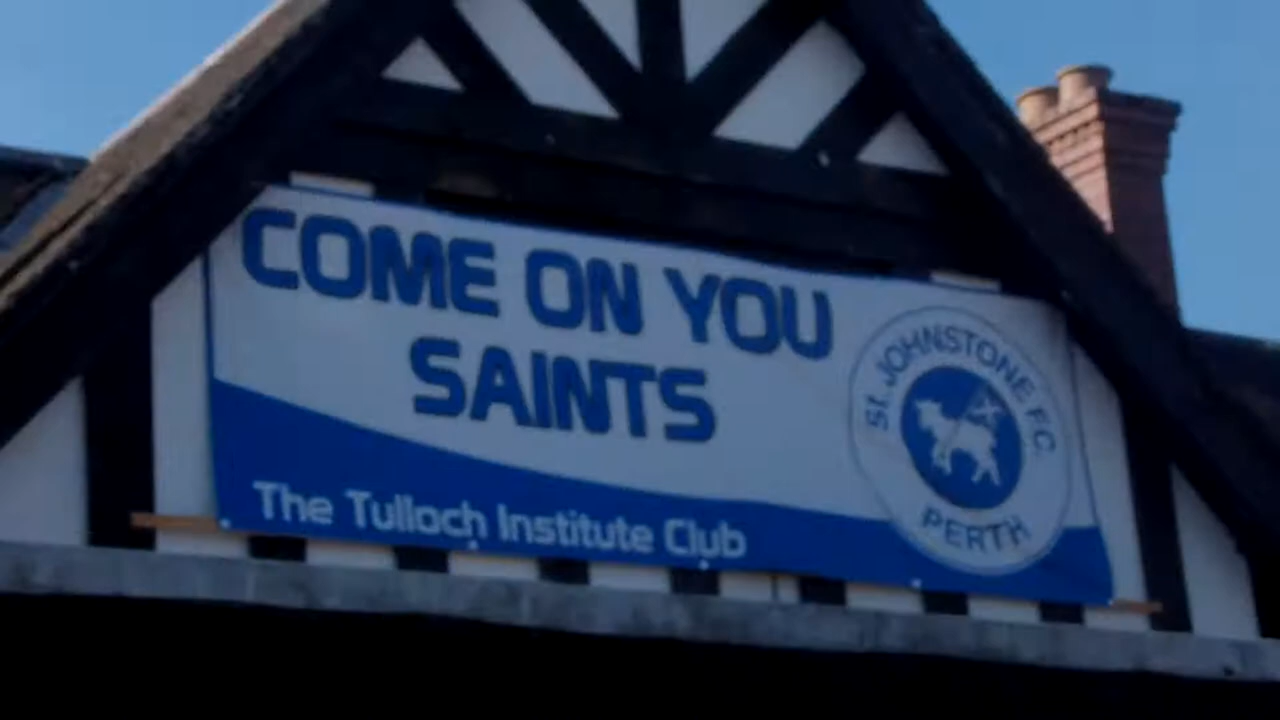 COME ON YOU
SAINTS
ST. JOHNSTONE F.C.
PERTH
The Tulloch Institute Club